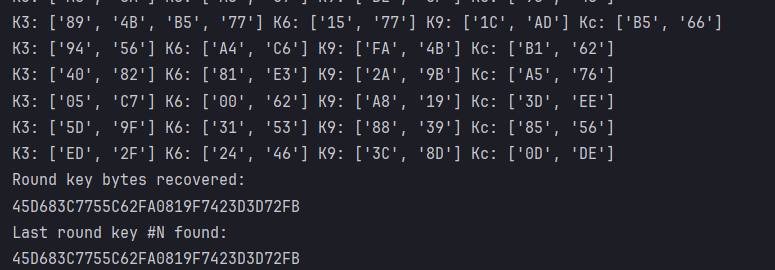 K3: ['89', '4B', 'B5', '77'] K6: ['15', '77'] K9: ['1C', 'AD'] Kc: ['B5', '66']
K3: ['94', '56'] K6: ['A4', 'C6'] K9: ['FA', '4B'] Kc: ['B1', '62']
K3: ['40', '82'] K6: ['81', 'E3'] K9: ['2A', '9B'] Kc: ['A5', '76']
K3: ['05', 'C7'] K6: ['00', '62'] K9: ['A8', '19'] Kc: ['3D', 'EE']
K3: ['5D', '9F'] K6: ['31', '53'] K9: ['88', '39'] Kc: ['85', '56']
K3: ['ED', '2F'] K6: ['24', '46'] K9: ['3C', '8D'] Kc: ['0D', 'DE']
Round key bytes recovered:
45D683C7755C62FA0819F7423D3D72FB
Last round key #N found:
45D683C7755C62FA0819F7423D3D72FB